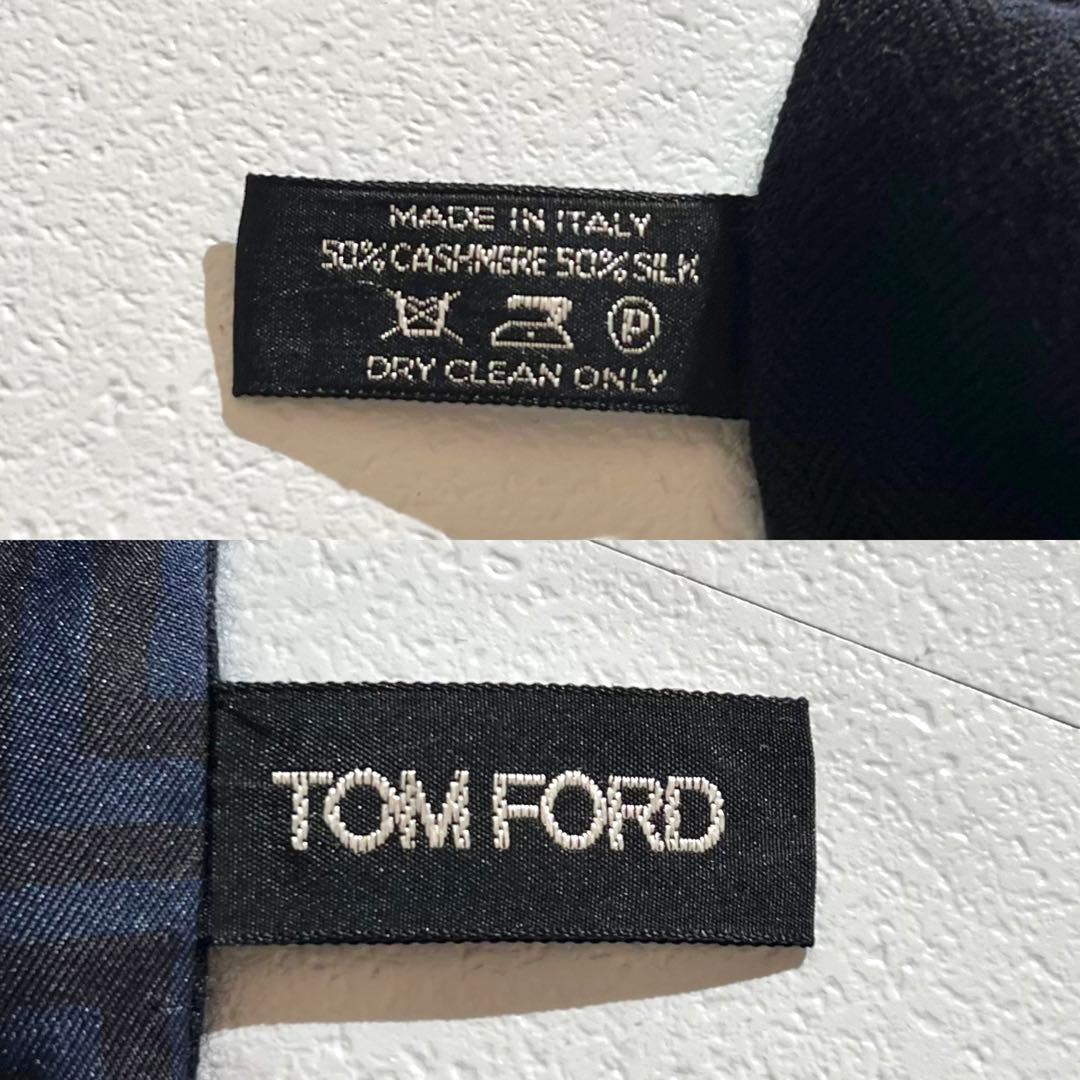 MADE IN ITALY
50% CASHMERE 50% SILK
P
DRY CLEAN ONLY
TOM FORD